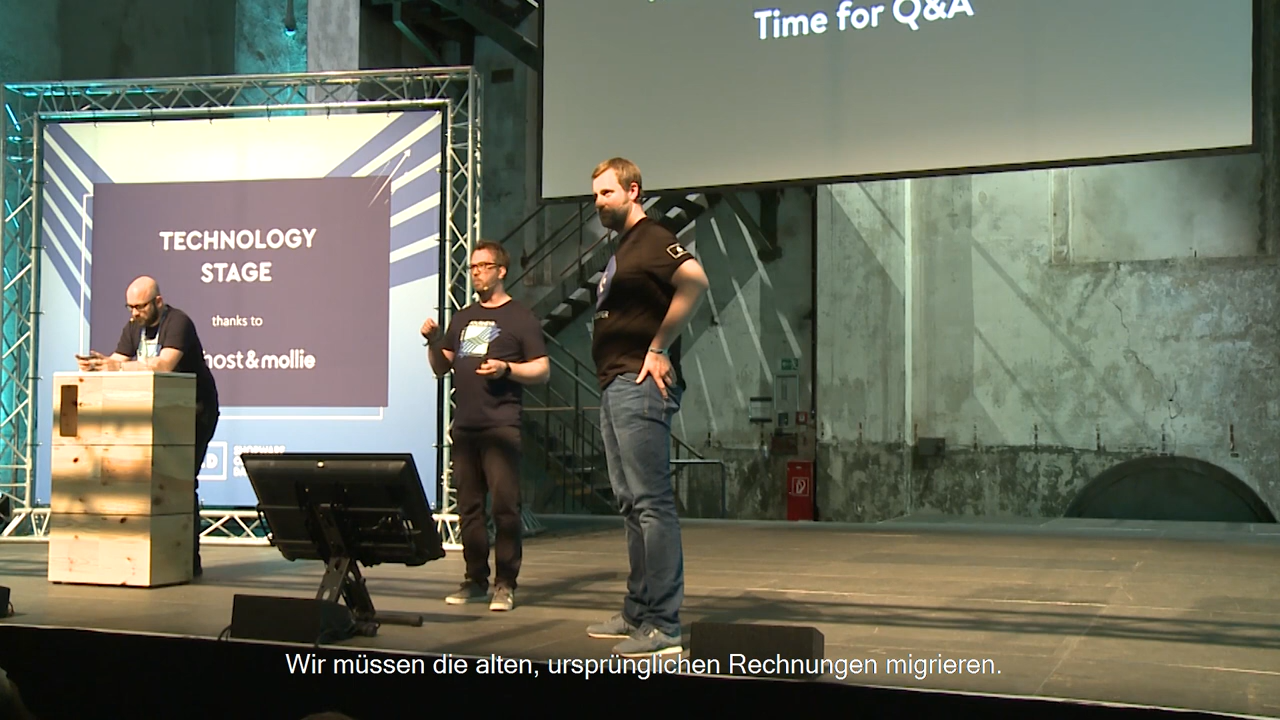 Time for Q&A
TECHNOLOGY
STAGE
thanks to
host & mollie
Wir müssen die alten, ursprünglichen Rechnungen migrieren.